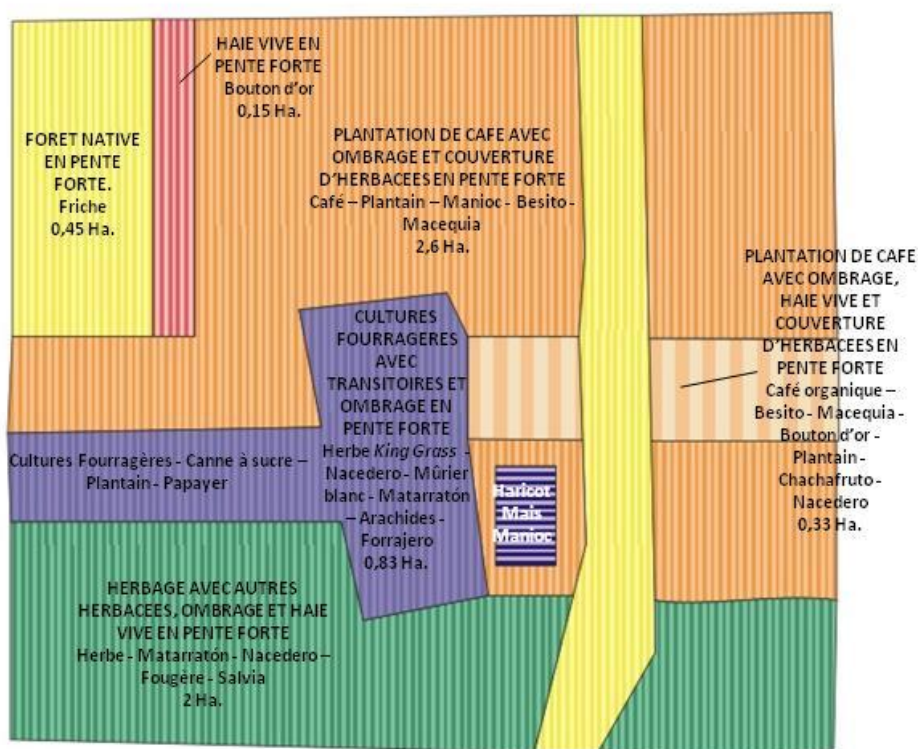 HAIE VIVE EN
PENTE FORTE
Bouton d'or
0,15 Ha.
FORET NATIVE
EN PENTE
FORTE.
Friche
0,45 Ha.
PLANTATION DE CAFE AVEC
OMBRAGE ET COUVERTURE
D'HERBACEES EN PENTE FORTE
Café – Plantain – Manioc - Besito -
Macequia
2,6 Ha.
PLANTATION DE CAFE
AVEC OMBRAGE,
HAIE VIVE ET
COUVERTURE
D'HERBACEES EN
PENTE FORTE
Café organique –
Besito - Macequia -
Bouton d'or -
Plantain -
Chachafruto -
Nacedero
0,33 Ha.
CULTURES
FOURRAGERES
AVEC
TRANSITOIRES ET
OMBRAGE EN
PENTE FORTE
Herbe King Grass -
Nacedero - Mûrier
blanc - Matarratón
– Arachides -
Forrajero
0,83 Ha.
Cultures Fourragères - Canne à sucre –
Plantain - Papayer
Haricot
Mais
Manioc
HERBAGE AVEC AUTRES
HERBACEES, OMBRAGE ET HAIE
VIVE EN PENTE FORTE
Herbe - Matarratón - Nacedero –
Fougère - Salvia
2 Ha.